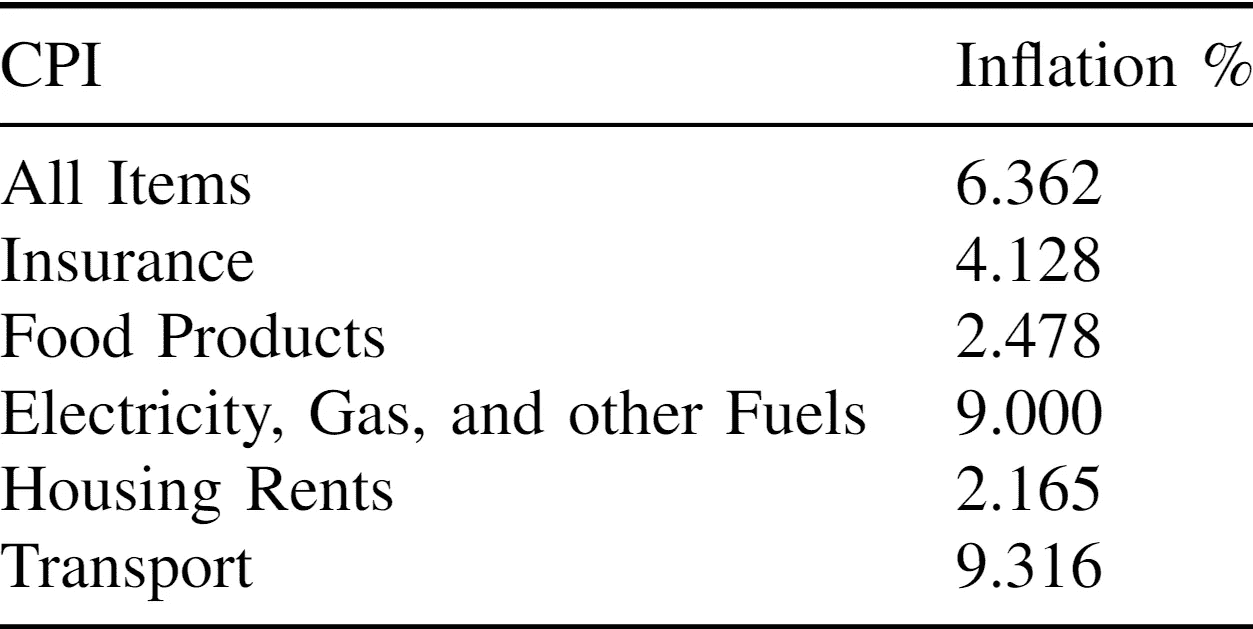 CPI Inflation %
All Items 6.362
Insurance 4.128
Food Products 2.478
Electricity, Gas, and other Fuels 9.000
Housing Rents 2.165
Transport 9.316